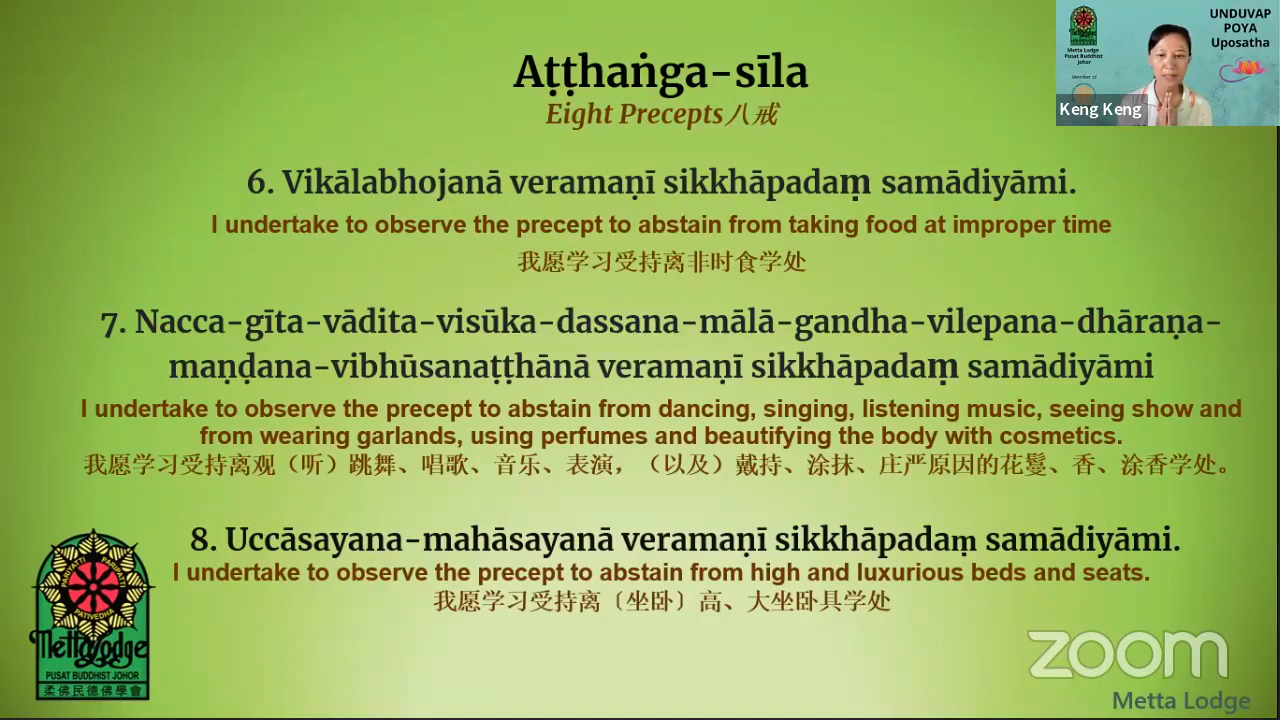 Aṭṭhaṅga-sīla
Eight Precepts八戒
6. Vikālabhojanā veramaṇī sikkhāpadaṃ samādiyāmi.
I undertake to observe the precept to abstain from taking food at improper time
我愿学习受持离非时食学处
7. Nacca-gīta-vādita-visūka-dassana-mālā-gandha-vilepana-dhāraṇa-
maṇḍana-vibhūsanaṭṭhānā veramaṇī sikkhāpadaṃ samādiyāmi
I undertake to observe the precept to abstain from dancing, singing, listening music, seeing show and
from wearing garlands, using perfumes and beautifying the body with cosmetics.
我愿学习受持离观（听）跳舞、唱歌、音乐、表演，（以及）戴持、涂抹、庄严原因的花鬘、香、涂香学处。
8. Uccāsayana-mahāsayanā veramaṇī sikkhāpadaṃ samādiyāmi.
I undertake to observe the precept to abstain from high and luxurious beds and seats.
我愿学习受持离〔坐卧〕高、大坐卧具学处
Metta Lodge
Pusat Buddhist
Johor
Member of
UNDUVAP
POYA
Uposatha
Keng Keng
PARIYATTI
PATIPATTI
PATIVEDHA
Metta Lodge
PUSAT BUDDHIST JOHOR
柔佛民德佛學會
zoom
Metta Lodge